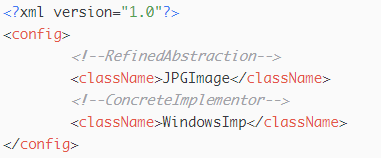 <?xml version="1.0"?>
<config>
<!--RefinedAbstraction-->
<className>JPGImage</className>
<!--ConcreteImplementor-->
<className>WindowsImp</className>
</config>